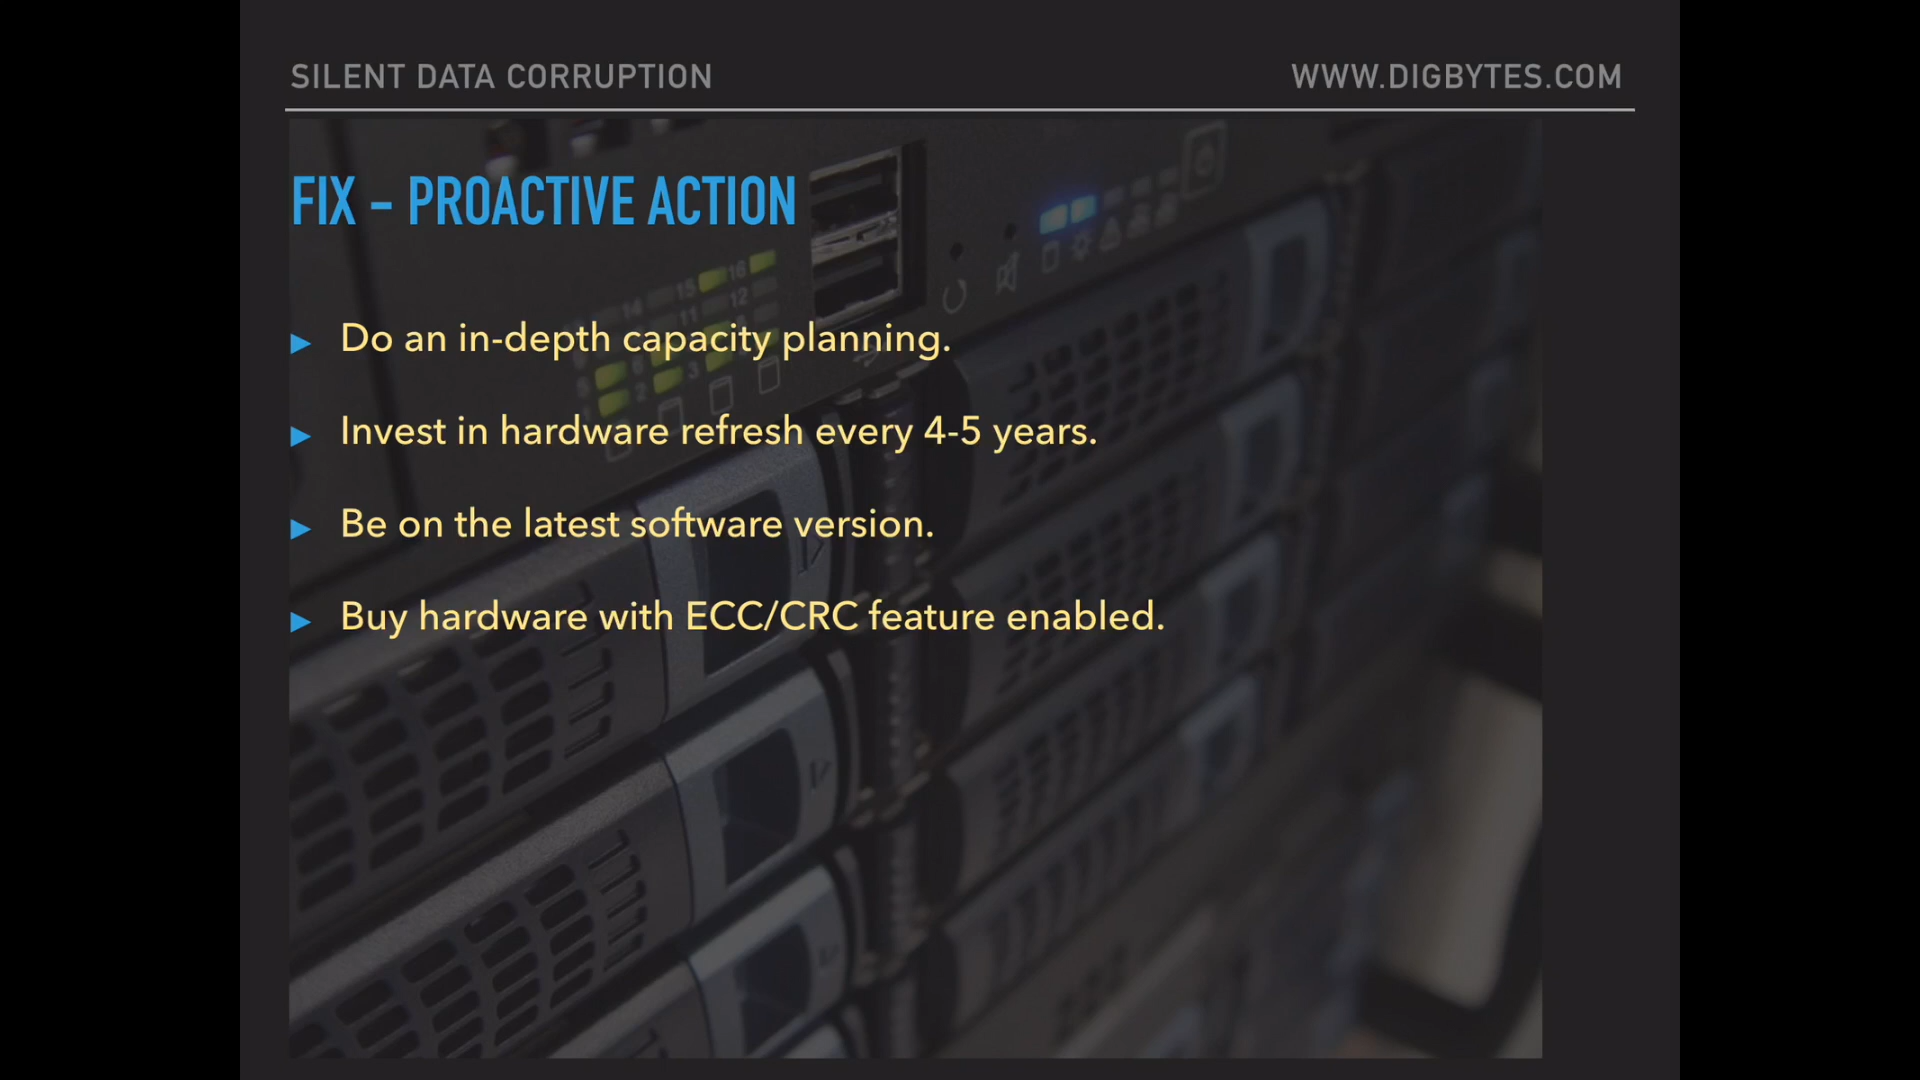 SILENT DATA CORRUPTION
WWW.DIGBYTES.COM
FIX - PROACTIVE ACTION
Do an in-depth capacity planning.
Invest in hardware refresh every 4-5 years.
Be on the latest software version.
Buy hardware with ECC/CRC feature enabled.